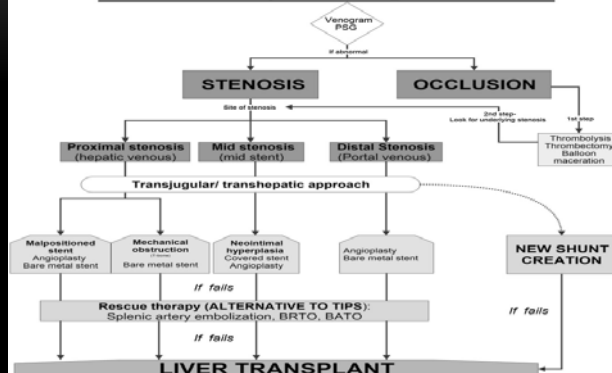 Venogram
PSG
If abnormal
STENOSIS
OCCLUSION
Site of stenosis
2nd step-
Look for underlying stenosis
1st step
Thrombolysis
Thrombectomy
Balloon
maceration
Proximal stenosis
(hepatic venous)
Mid stenosis
(mid stent)
Distal Stenosis
(Portal venous)
Transjugular/ transhepatic approach
Malpositioned
stent
Angioplasty
Bare metal stent
Mechanical
obstruction
Bare metal stent
Neointimal
hyperplasia
Covered stent
Angioplasty
Angioplasty
Bare metal stent
NEW SHUNT
CREATION
If fails
Rescue therapy (ALTERNATIVE TO TIPS):
Splenic artery embolization, BRTO, BATO
If fails
If fails
LIVER TRANSPLANT